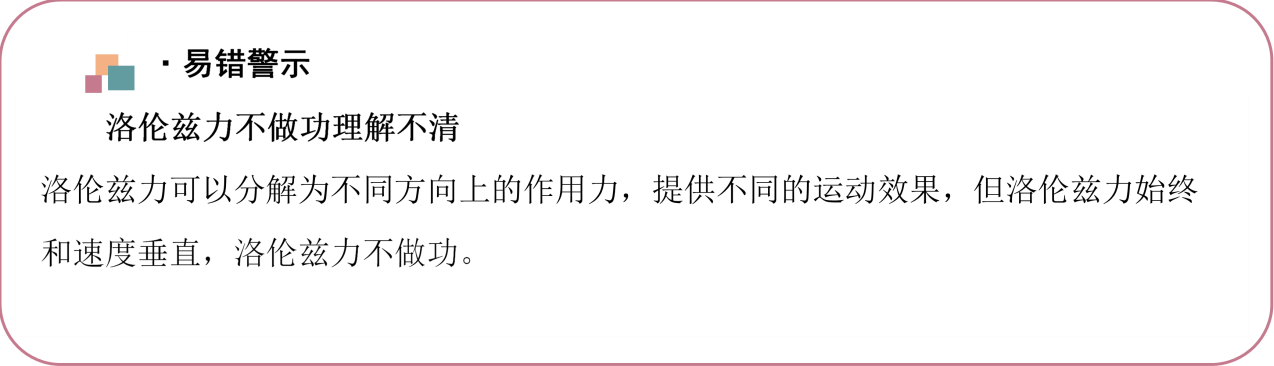 ·易错警示
洛伦兹力不做功理解不清
洛伦兹力可以分解为不同方向上的作用力，提供不同的运动效果，但洛伦兹力始终
和速度垂直，洛伦兹力不做功。